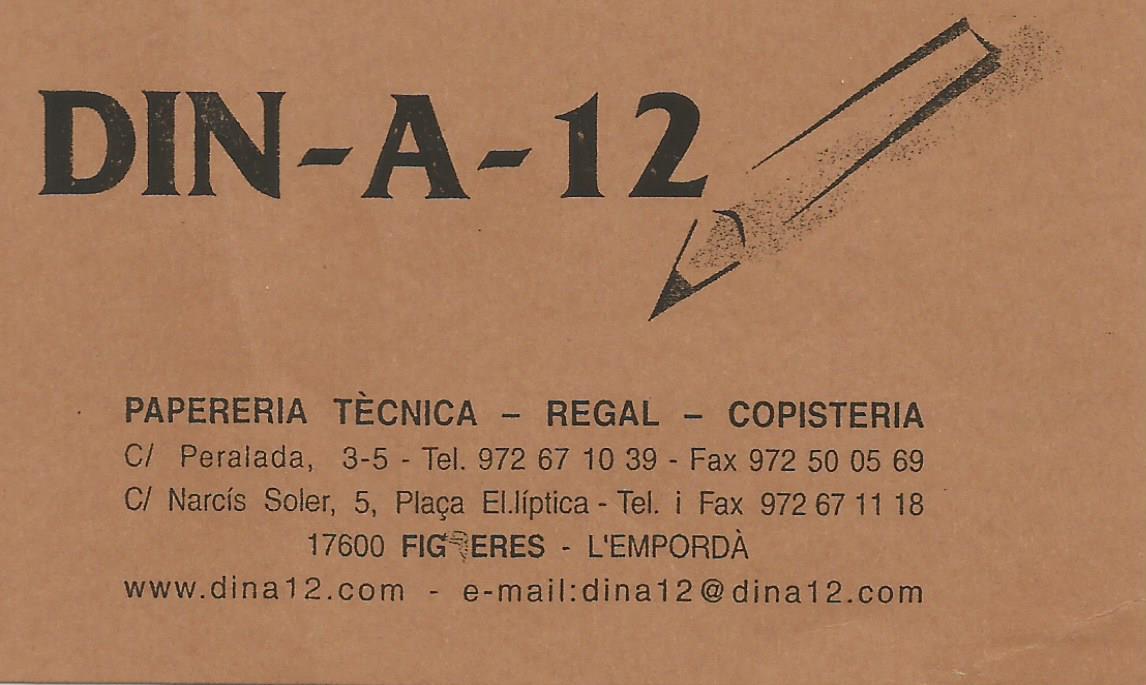 DIN-A-12
PAPERERIA TÈCNICA – REGAL – COPISTERIA
C/ Peralada, 3-5 - Tel. 972 67 10 39 - Fax 972 50 05 69
C/ Narcís Soler, 5, Plaça El.líptica - Tel. i Fax 972 67 11 18
17600 FIGUERES - L'EMPORDÀ
www.dina12.com - e-mail:dina12@dina12.com